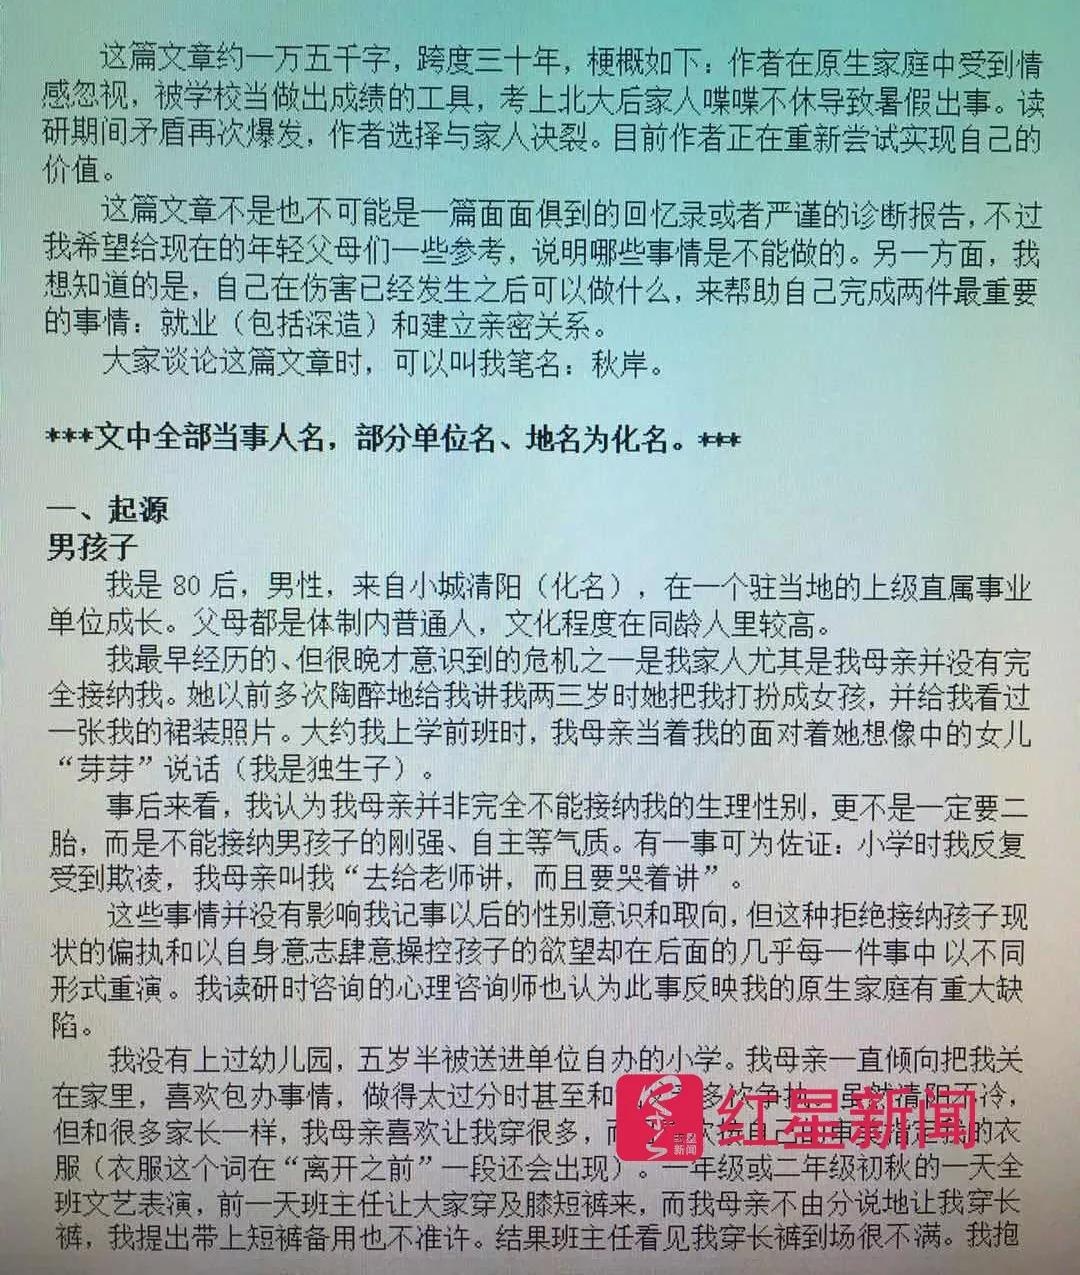 这篇文章约一万五千字，跨度三十年，梗概如下：作者在原生家庭中受到情
感忽视，被学校当做出成绩的工具，考上北大后家人喋喋不休导致暑假出事。读
研期间矛盾再次爆发，作者选择与家人决裂。目前作者正在重新尝试实现自己的
价值。
这篇文章不是也不可能是一篇面面俱到的回忆录或者严谨的诊断报告，不过
我希望给现在的年轻父母们一些参考，说明哪些事情是不能做的。另一方面，我
想知道的是，自己在伤害已经发生之后可以做什么，来帮助自己完成两件最重要
的事情：就业（包括深造）和建立亲密关系。
大家谈论这篇文章时，可以叫我笔名：秋岸。
***文中全部当事人名，部分单位名、地名为化名。***
一、起源
男孩子
我是 80 后，男性，来自小城清阳（化名），在一个驻当地的上级直属事业
单位成长。父母都是体制内普通人，文化程度在同龄人里较高。
我最早经历的、但很晚才意识到的危机之一是我家人尤其是我母亲并没有完
全接纳我。她以前多次陶醉地给我讲我两三岁时她把我打扮成女孩，并给我看过
一张我的裙装照片。大约我上学前班时，我母亲当着我的面对着她想像中的女儿
“芽芽”说话（我是独生子）。
事后来看，我认为我母亲并非完全不能接纳我的生理性别，更不是一定要二
胎，而是不能接纳男孩子的刚强、自主等气质。有一事可为佐证：小学时我反复
受到欺凌，我母亲叫我“去给老师讲，而且要哭着讲”。
这些事情并没有影响我记事以后的性别意识和取向，但这种拒绝接纳孩子现
状的偏执和以自身意志肆意操控孩子的欲望却在后面的几乎每一件事中以不同
形式重演。我读研时咨询的心理咨询师也认为此事反映我的原生家庭有重大缺
陷。
我没有上过幼儿园，五岁半被送进单位自办的小学。我母亲一直倾向把我关
在家里，喜欢包办事情，做得太过分时甚至和 多次争执。虽然清阳不冷，
但和很多家长一样，我母亲喜欢让我穿很多，而 的衣
服（衣服这个词在“离开之前”一段还会出现）。一年级或二年级初秋的一天全
班文艺表演，前一天班主任让大家穿及膝短裤来，而我母亲不由分说地让我穿长
裤，我提出带上短裤备用也不准许。结果班主任看见我穿长裤到场很不满。我抱
红星新闻